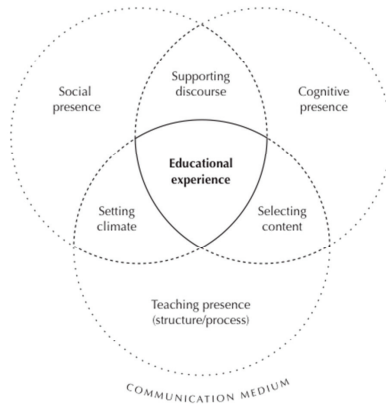 Supporting
discourse
Social
presence
Cognitive
presence
Educational
experience
Setting
climate
Selecting
content
Teaching presence
(structure/process)
COMMUNICATION MEDIUM